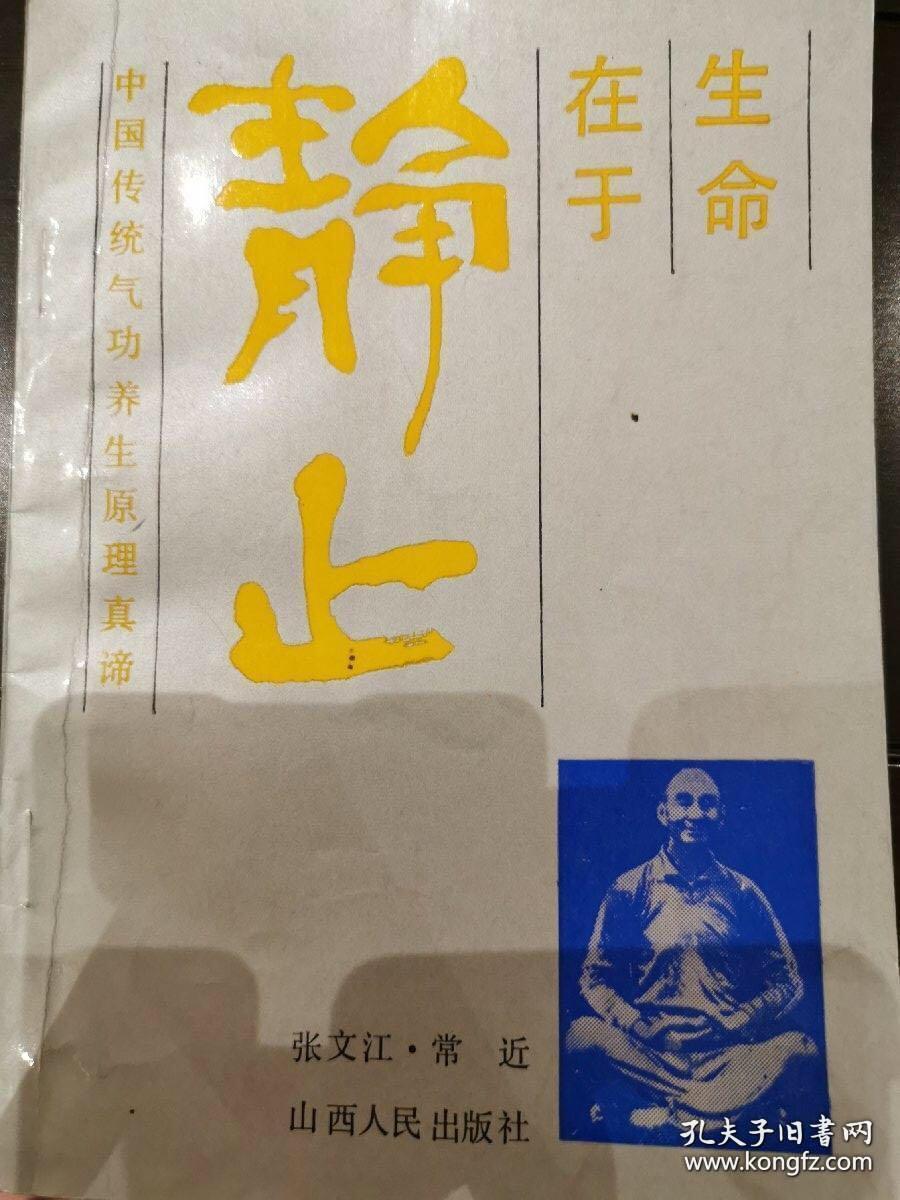 生命
在于
静止
中国传统气功养生原理真谛
张文江·常 近
山西人民出版社
孔夫子旧书网
www.kongfz.com